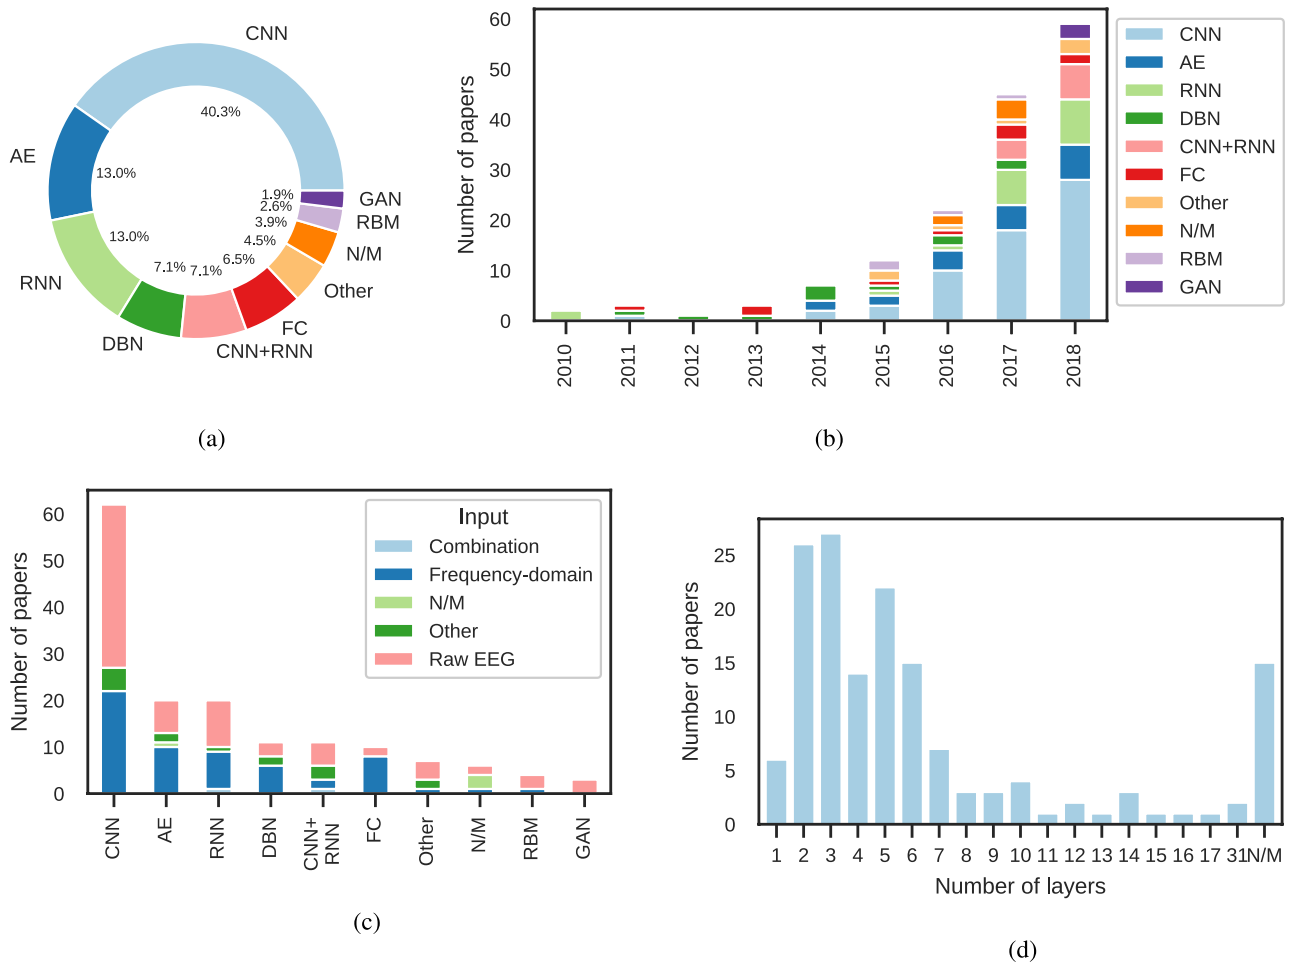 CNN
40.3%
AE
13.0%
RNN
13.0%
DBN
7.1%
CNN+RNN
7.1%
FC
6.5%
Other
4.5%
N/M
3.9%
RBM
2.6%
GAN
1.9%
(a)
Number of papers
60
50
40
30
20
10
0
2010
2011
2012
2013
2014
2015
2016
2017
2018
CNN
AE
RNN
DBN
CNN+RNN
FC
Other
N/M
RBM
GAN
(b)
Number of papers
60
50
40
30
20
10
0
Input
Combination
Frequency-domain
N/M
Other
Raw EEG
CNN
AE
RNN
DBN
CNN+
RNN
FC
Other
N/M
RBM
GAN
(c)
Number of papers
25
20
15
10
5
0
1 2 3 4 5 6 7 8 9 10 11 12 13 14 15 16 17 31 N/M
Number of layers
(d)